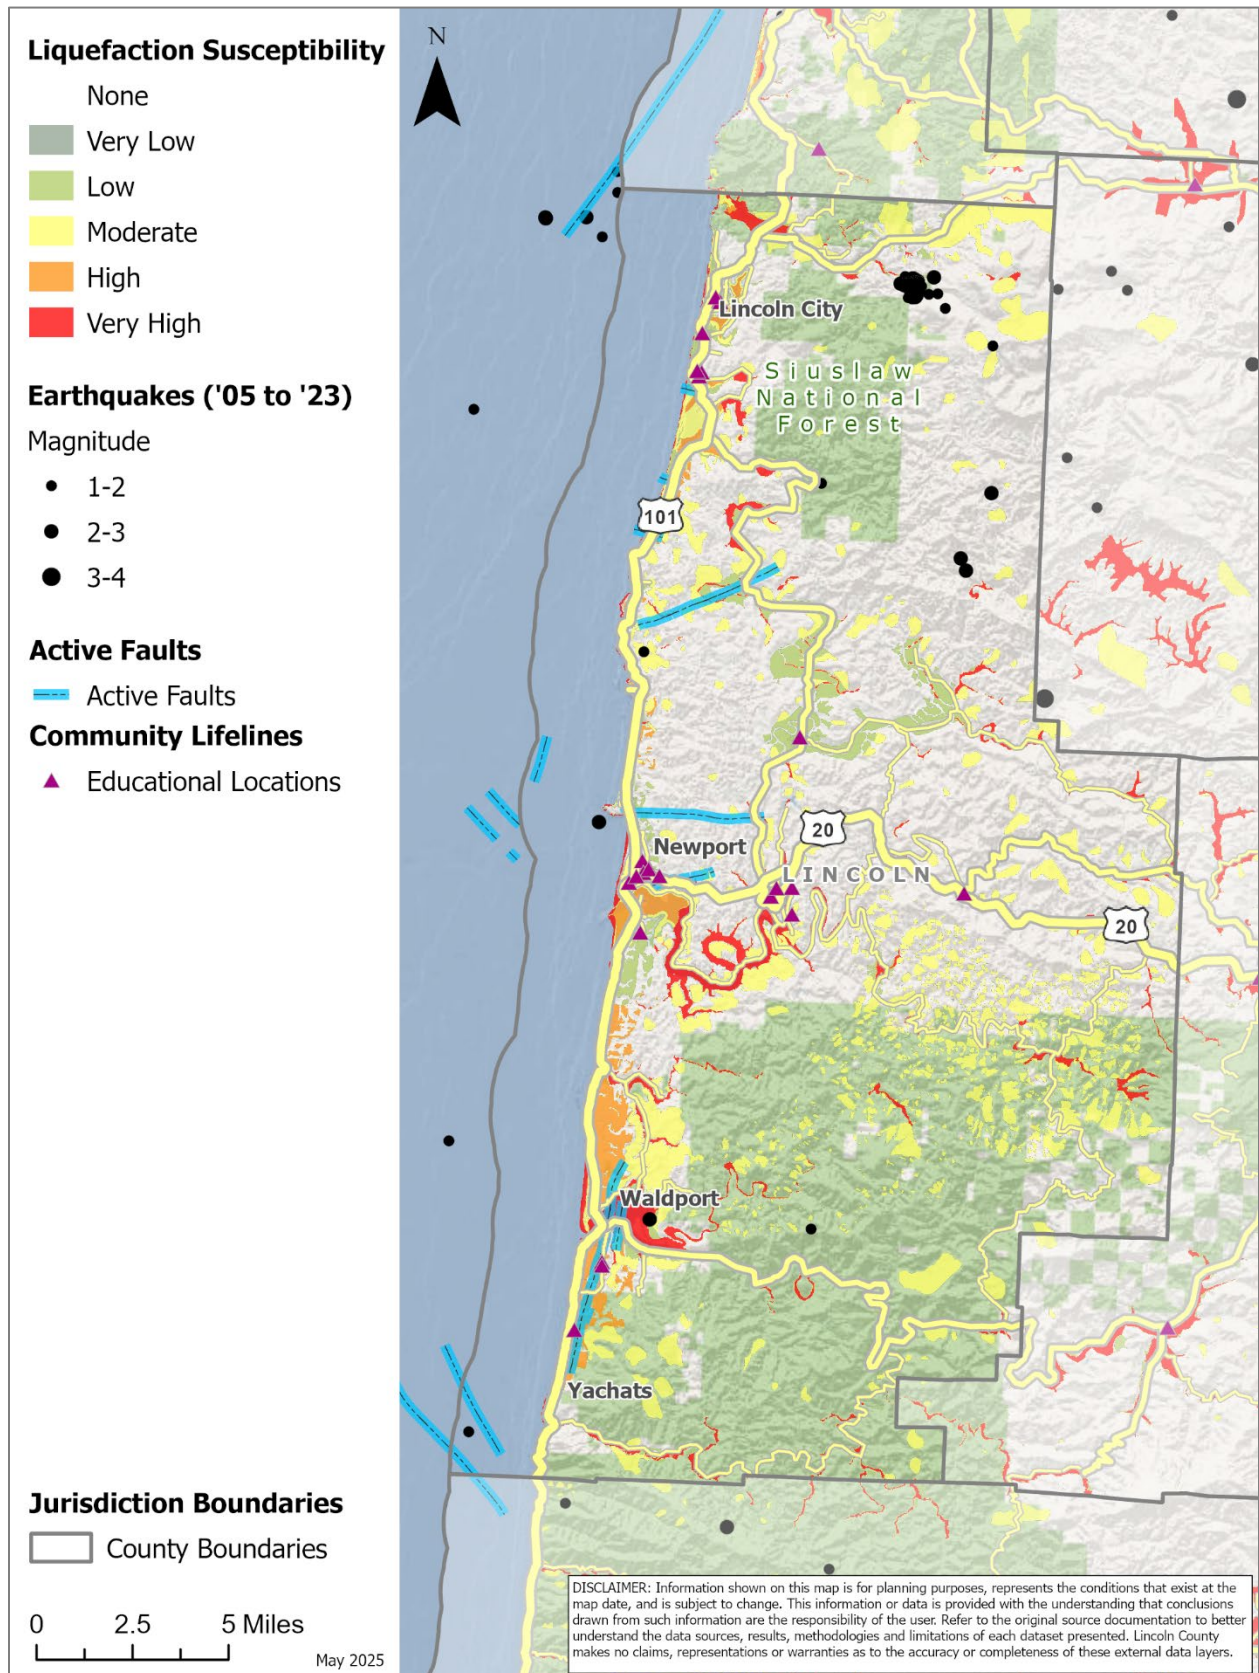 Liquefaction Susceptibility
None
Very Low
Low
Moderate
High
Very High
Earthquakes ('05 to '23)
Magnitude
1-2
2-3
3-4
Active Faults
Active Faults
Community Lifelines
Educational Locations
Jurisdiction Boundaries
County Boundaries
0 2.5 5 Miles
May 2025
N
Lincoln City
Siuslaw
National
Forest
101
20
Newport
LINCOLN
20
Waldport
Yachats
DISCLAIMER: Information shown on this map is for planning purposes, represents the conditions that exist at the
map date, and is subject to change. This information or data is provided with the understanding that conclusions
drawn from such information are the responsibility of the user. Refer to the original source documentation to better
understand the data sources, results, methodologies and limitations of each dataset presented. Lincoln County
makes no claims, representations or warranties as to the accuracy or completeness of these external data layers.